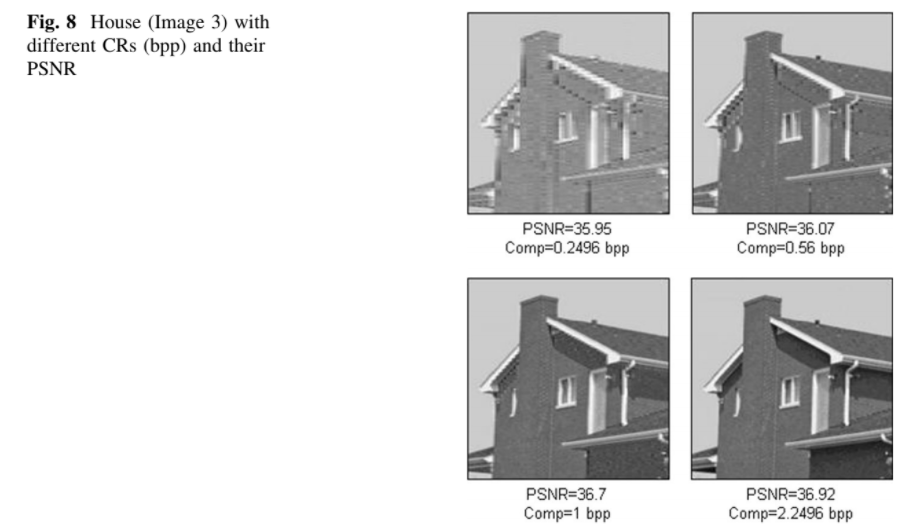 Fig. 8 House (Image 3) with
different CRs (bpp) and their
PSNR
PSNR=35.95
Comp=0.2496 bpp
PSNR=36.07
Comp=0.56 bpp
PSNR=36.7
Comp=1 bpp
PSNR=36.92
Comp=2.2496 bpp